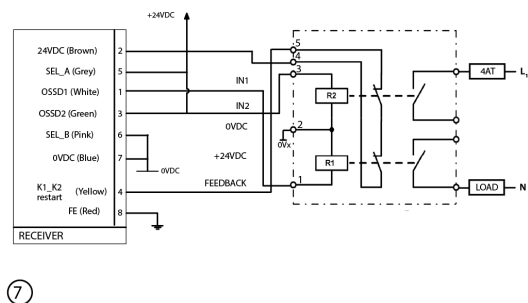 +24VDC
24VDC (Brown) 2
SEL_A (Grey) 5
OSSD1 (White) 1
OSSD2 (Green) 3
SEL_B (Pink) 6
0VDC (Blue) 7
K1_K2
restart (Yellow) 4
FE (Red) 8
RECEIVER
0VDC
IN1
IN2
0VDC
+24VDC
FEEDBACK
5
4
3
2
0Vx
1
R2
R1
4AT L1
LOAD N
7